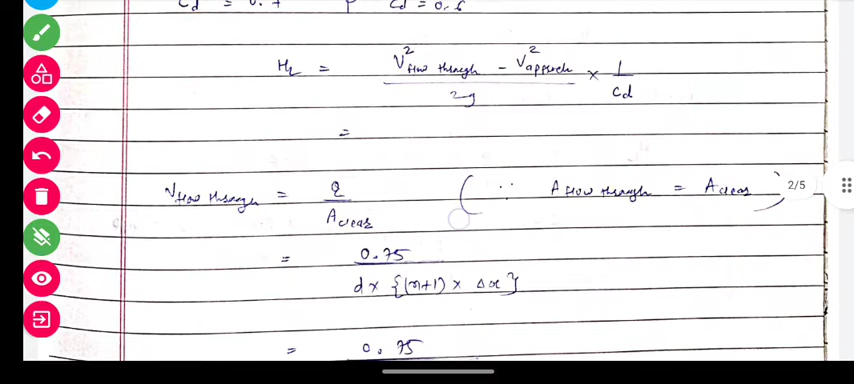 Cd = 0.7 Cd = 0.6
HL = V²flow through - V²approach / 2g × 1 / Cd
=
Vflow through = Q / Aclear ( ∵ A flow through = Aclear )
2/5
= 0.75 / d × {(n+1) × Δx}
= 0.75